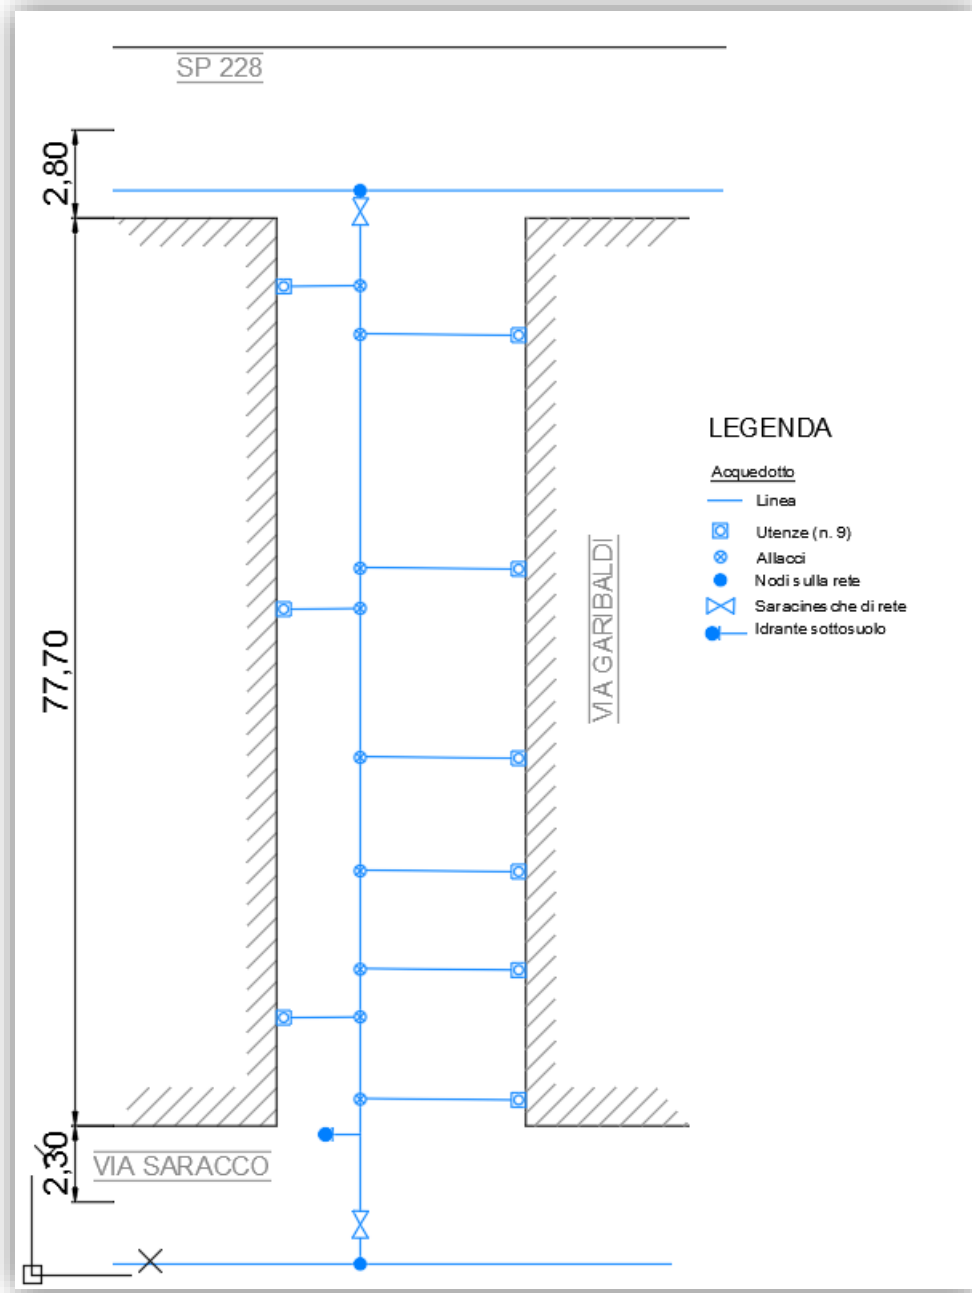 SP 228
2,80
77,70
VIA GARIBALDI
LEGENDA
Acquedotto
Linea
Utenze (n. 9)
Allacci
Nodi sulla rete
Saracinesche di rete
Idrante sottosuolo
2,30
VIA SARACCO